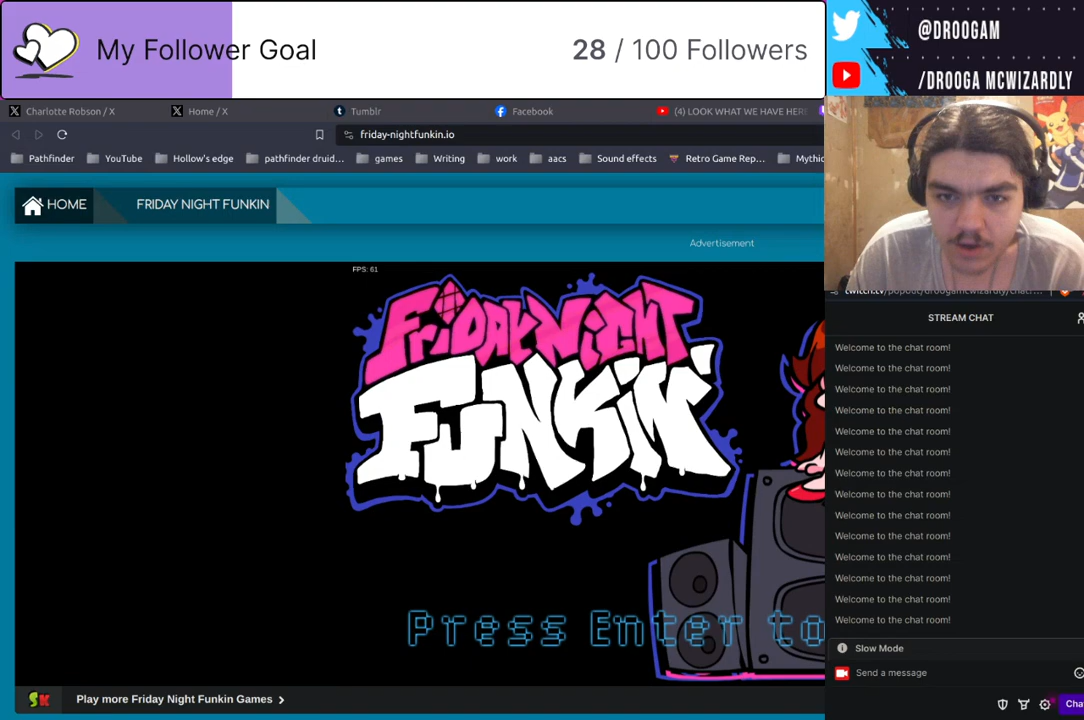 My Follower Goal
28 / 100 Followers
@DROOGAM
/DROOGA MCWIZARDLY
Charlotte Robson / X
Home / X
Tumblr
Facebook
(4) LOOK WHAT WE HAVE HER
friday-nightfunkin.io
Pathfinder
YouTube
Hollow's edge
pathfinder druid...
games
Writing
work
aacs
Sound effects
Retro Game Rep...
Mythic
HOME
FRIDAY NIGHT FUNKIN
Advertisement
FPS: 61
FRiDAY NiGHT
FUNKiN'
Press Enter to
SK
Play more Friday Night Funkin Games
STREAM CHAT
Welcome to the chat room!
Welcome to the chat room!
Welcome to the chat room!
Welcome to the chat room!
Welcome to the chat room!
Welcome to the chat room!
Welcome to the chat room!
Welcome to the chat room!
Welcome to the chat room!
Welcome to the chat room!
Welcome to the chat room!
Welcome to the chat room!
Welcome to the chat room!
Welcome to the chat room!
Slow Mode
Send a message
Cha